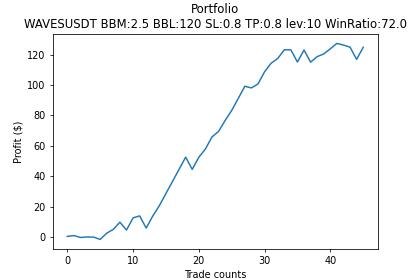 Portfolio
WAVESUSDT BBM:2.5 BBL:120 SL:0.8 TP:0.8 lev:10 WinRatio:72.0
120
100
80
60
40
20
0
Profit ($)
0 10 20 30 40
Trade counts